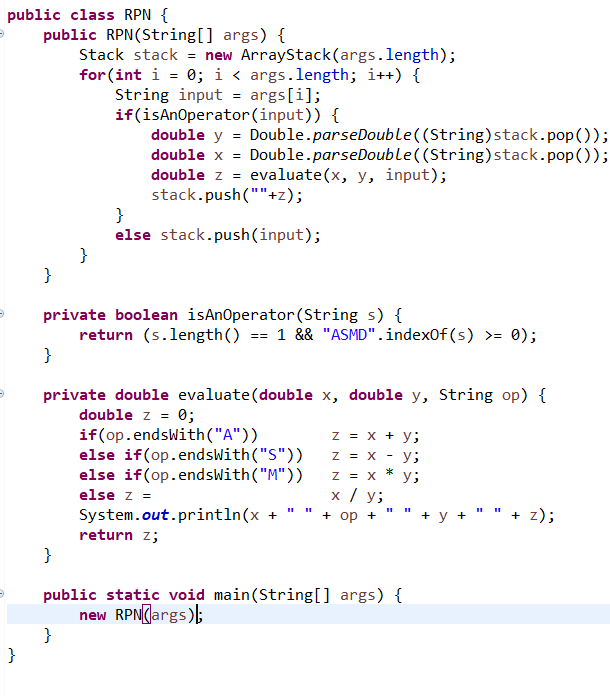 public class RPN {
    public RPN(String[] args) {
        Stack stack = new ArrayStack(args.length);
        for(int i = 0; i < args.length; i++) {
            String input = args[i];
            if(isAnOperator(input)) {
                double y = Double.parseDouble((String)stack.pop());
                double x = Double.parseDouble((String)stack.pop());
                double z = evaluate(x, y, input);
                stack.push(""+z);
            }
            else stack.push(input);
        }
    }

    private boolean isAnOperator(String s) {
        return (s.length() == 1 && "ASMD".indexOf(s) >= 0);
    }

    private double evaluate(double x, double y, String op) {
        double z = 0;
        if(op.endsWith("A"))        z = x + y;
        else if(op.endsWith("S"))   z = x - y;
        else if(op.endsWith("M"))   z = x * y;
        else z =                    x / y;
        System.out.println(x + " " + op + " " + y + " " + z);
        return z;
    }

    public static void main(String[] args) {
        new RPN(args);
    }
}